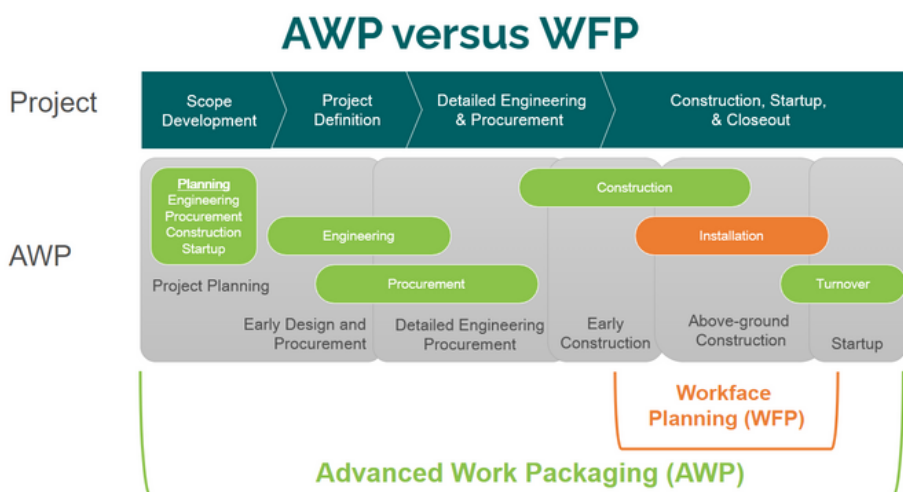 AWP versus WFP
Project
Scope
Development
Project
Definition
Detailed Engineering
& Procurement
Construction, Startup,
& Closeout
AWP
Planning
Engineering
Procurement
Construction
Startup
Project Planning
Engineering
Procurement
Construction
Installation
Turnover
Early Design and
Procurement
Detailed Engineering
Procurement
Early
Construction
Above-ground
Construction
Startup
Workface
Planning (WFP)
Advanced Work Packaging (AWP)